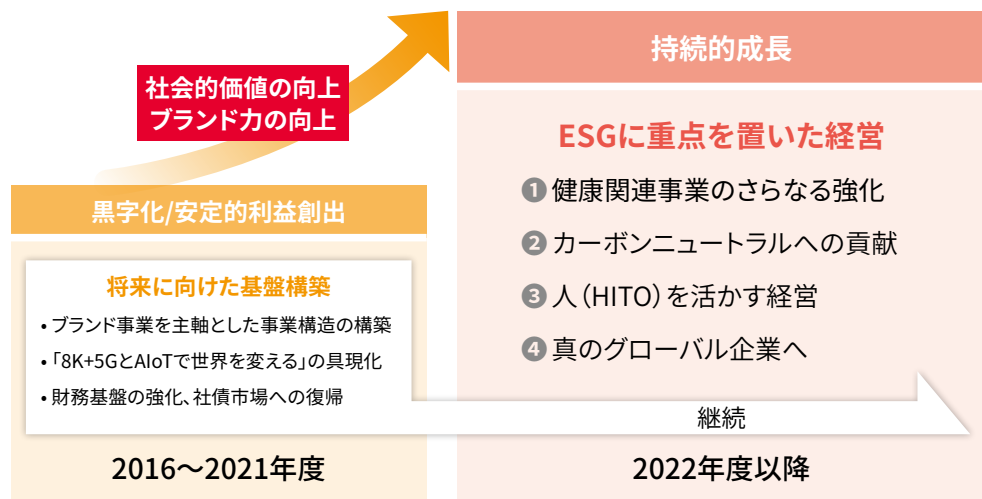 社会的価値の向上
ブランド力の向上
黒字化/安定的利益創出
将来に向けた基盤構築
• ブランド事業を主軸とした事業構造の構築
• 「8K+5GとAIoTで世界を変える」の具現化
• 財務基盤の強化、社債市場への復帰
2016～2021年度
持続的成長
ESGに重点を置いた経営
❶ 健康関連事業のさらなる強化
❷ カーボンニュートラルへの貢献
❸ 人（HITO）を活かす経営
❹ 真のグローバル企業へ
継続
2022年度以降